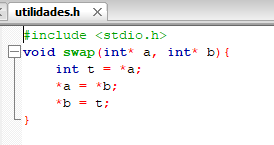 utilidades.h
#include <stdio.h>
void swap(int* a, int* b){
    int t = *a;
    *a = *b;
    *b = t;
}